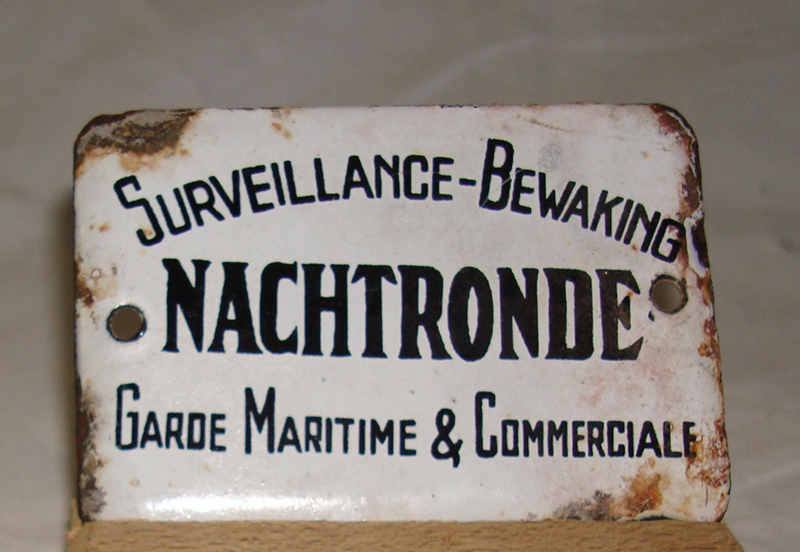 SURVEILLANCE-BEWAKING
NACHTRONDE
GARDE MARITIME & COMMERCIALE